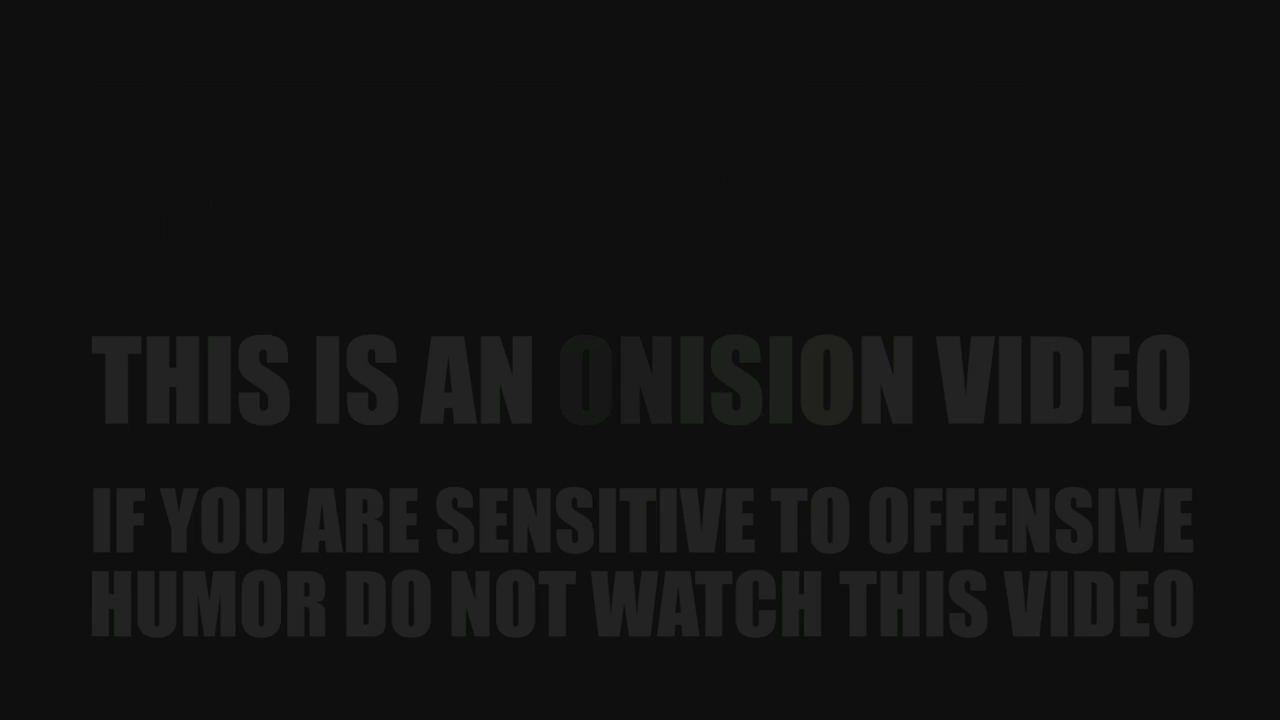 THIS IS AN ONISION VIDEO
IF YOU ARE SENSITIVE TO OFFENSIVE
HUMOR DO NOT WATCH THIS VIDEO